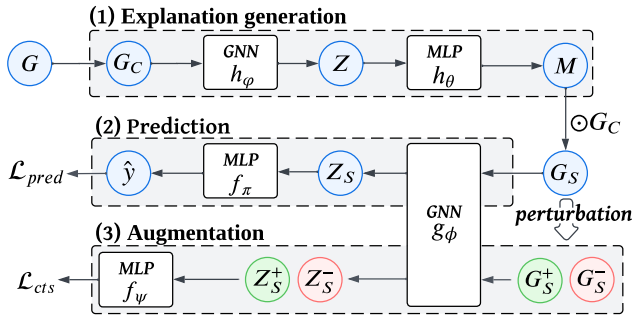 (1) Explanation generation
G
G_C
GNN
h_φ
Z
MLP
h_θ
M
⊙G_C
(2) Prediction
ℒ_pred
ŷ
MLP
f_π
Z_S
G_S
GNN
g_ϕ
perturbation
(3) Augmentation
ℒ_cts
MLP
f_ψ
Z_S^+
Z_S^-
G_S^+
G_S^-